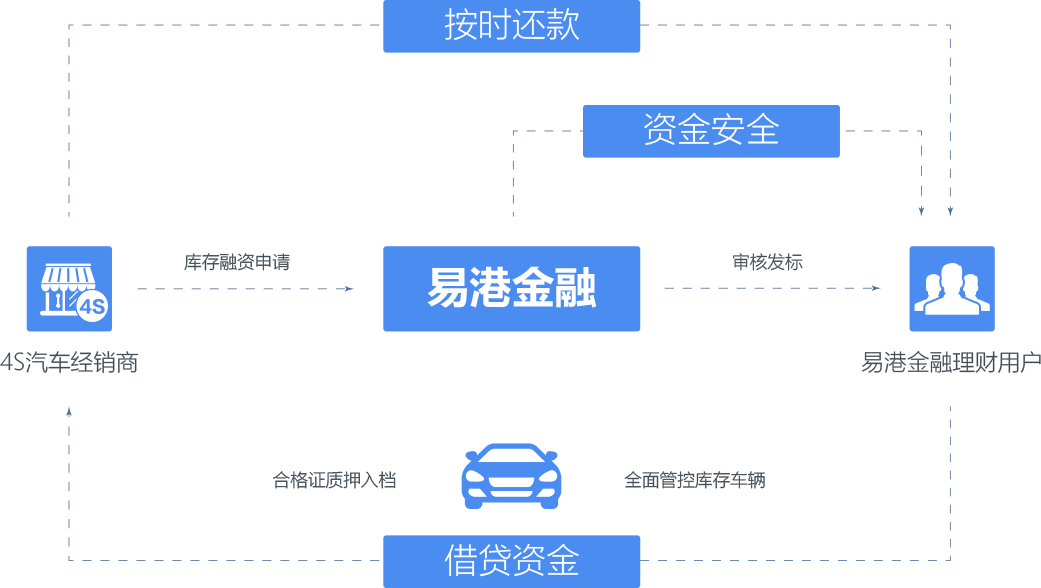 按时还款
资金安全
库存融资申请
易港金融
审核发标
4S
4S汽车经销商
易港金融理财用户
合格证质押入档
全面管控库存车辆
借贷资金